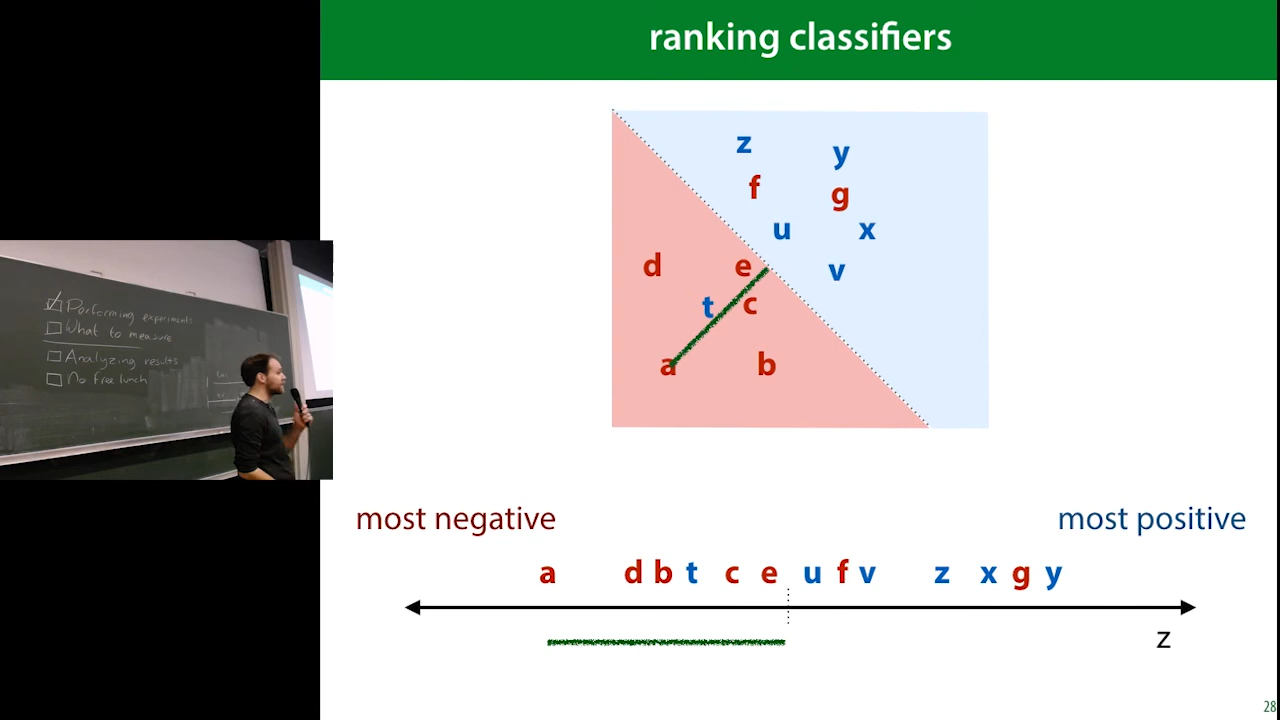 ranking classifiers
z y
f g
u x
d e v
t c
a b
Performing experiments
What to measure
Analyzing results
No free lunch
most negative most positive
a d b t c e u f v z x g y
z
28